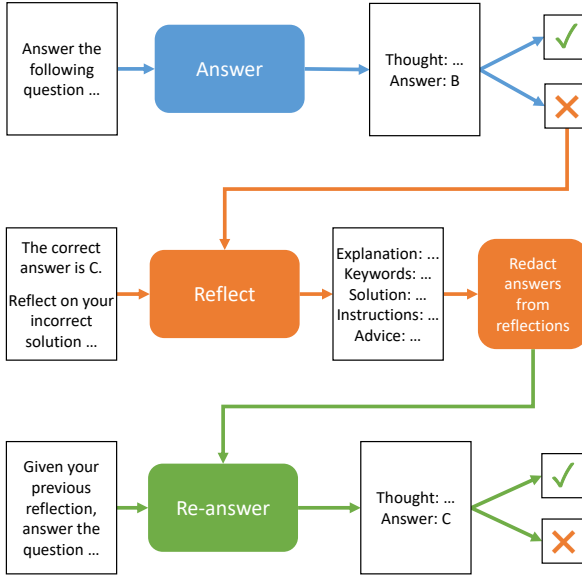 Answer the
following
question ...
Answer
Thought: ...
Answer: B
✓
✕
The correct
answer is C.
Reflect on your
incorrect
solution ...
Reflect
Explanation: ...
Keywords: ...
Solution: ...
Instructions: ...
Advice: ...
Redact
answers
from
reflections
Given your
previous
reflection,
answer the
question ...
Re-answer
Thought: ...
Answer: C
✓
✕